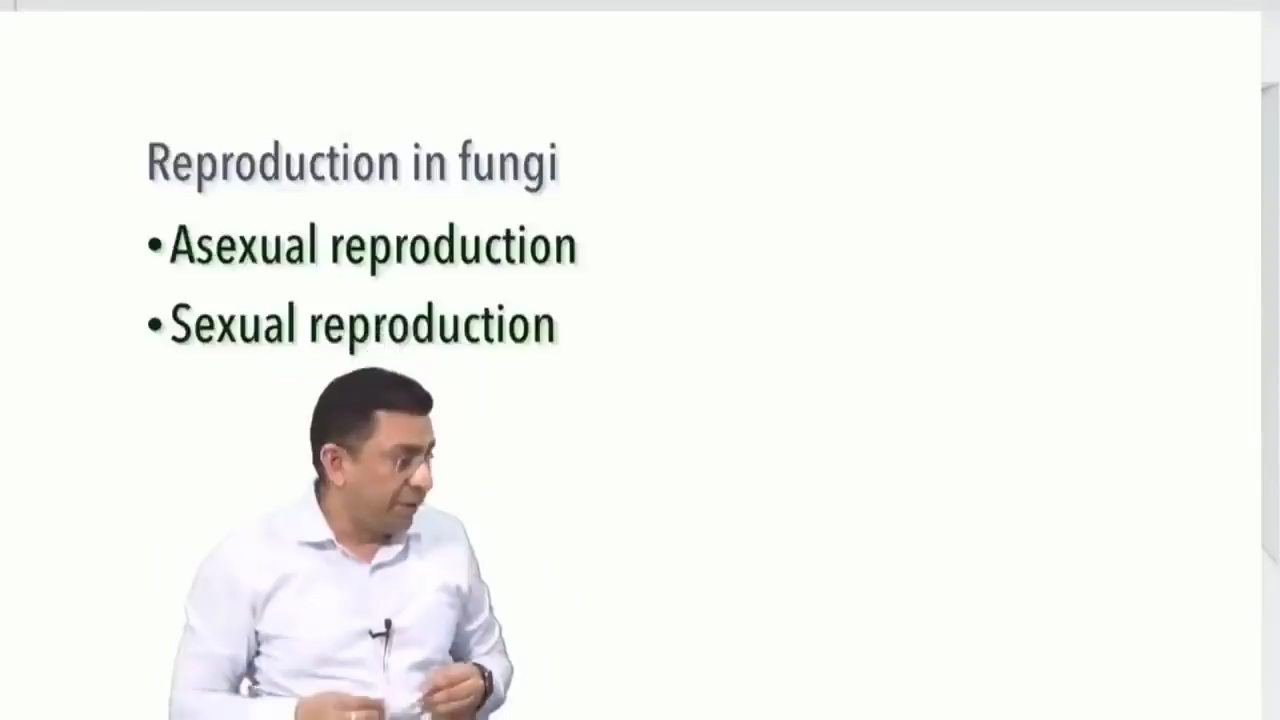 Reproduction in fungi
•Asexual reproduction
•Sexual reproduction